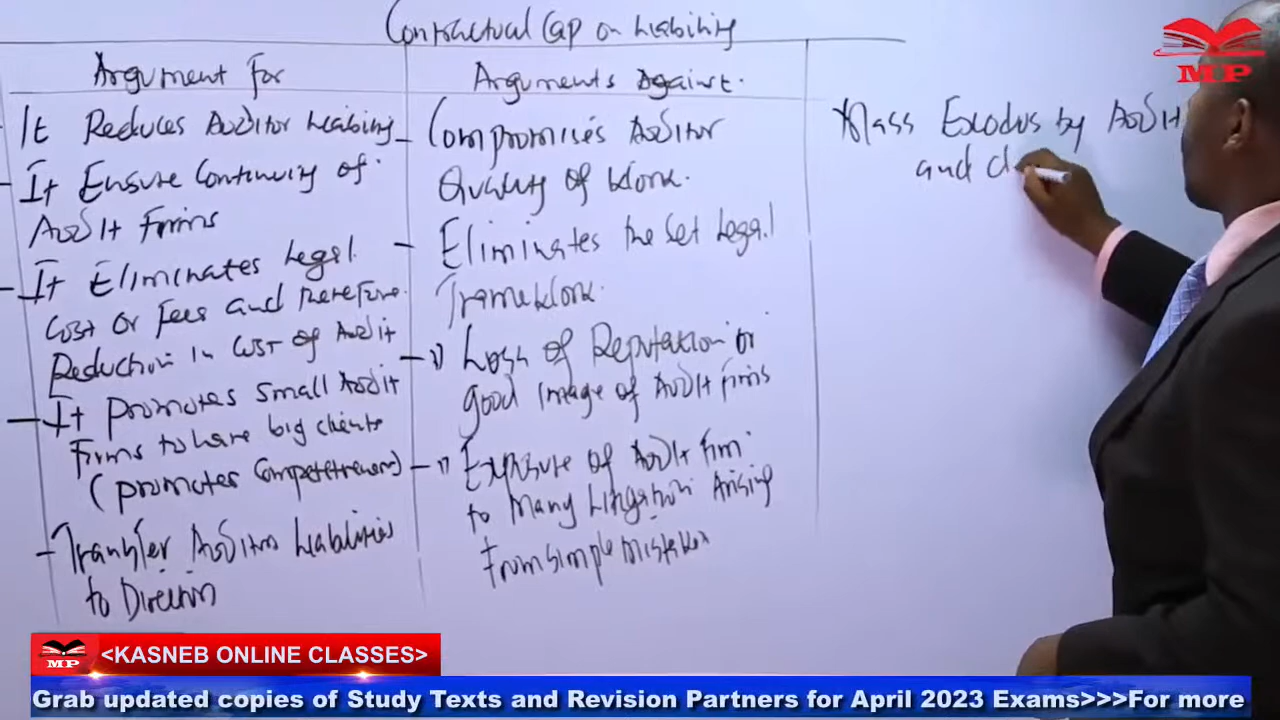 Contractual Cap on Liability
Argument for
- It Reduces Auditor Liability
- It Ensure Continuity of
Audit Firms
- It Eliminates Legal
Cost or Fees and therefore
Reduction in Cost of Audit
- It promotes small Audit
Firms to have big clients
(promotes Competetiveness)
- Transfer Auditors Liabilities
to Directors
Arguments Against.
- Compromises Auditor
Quality of Work.
- Eliminates the set Legal
Framework.
- Loss of Reputation or
good Image of Audit firms
- Exposure of Audit Firm
to Many Litigation Arising
From simple mistakes
Mass Exodus by Audit
and cl
MP
MP
<KASNEB ONLINE CLASSES>
Grab updated copies of Study Texts and Revision Partners for April 2023 Exams>>>For more